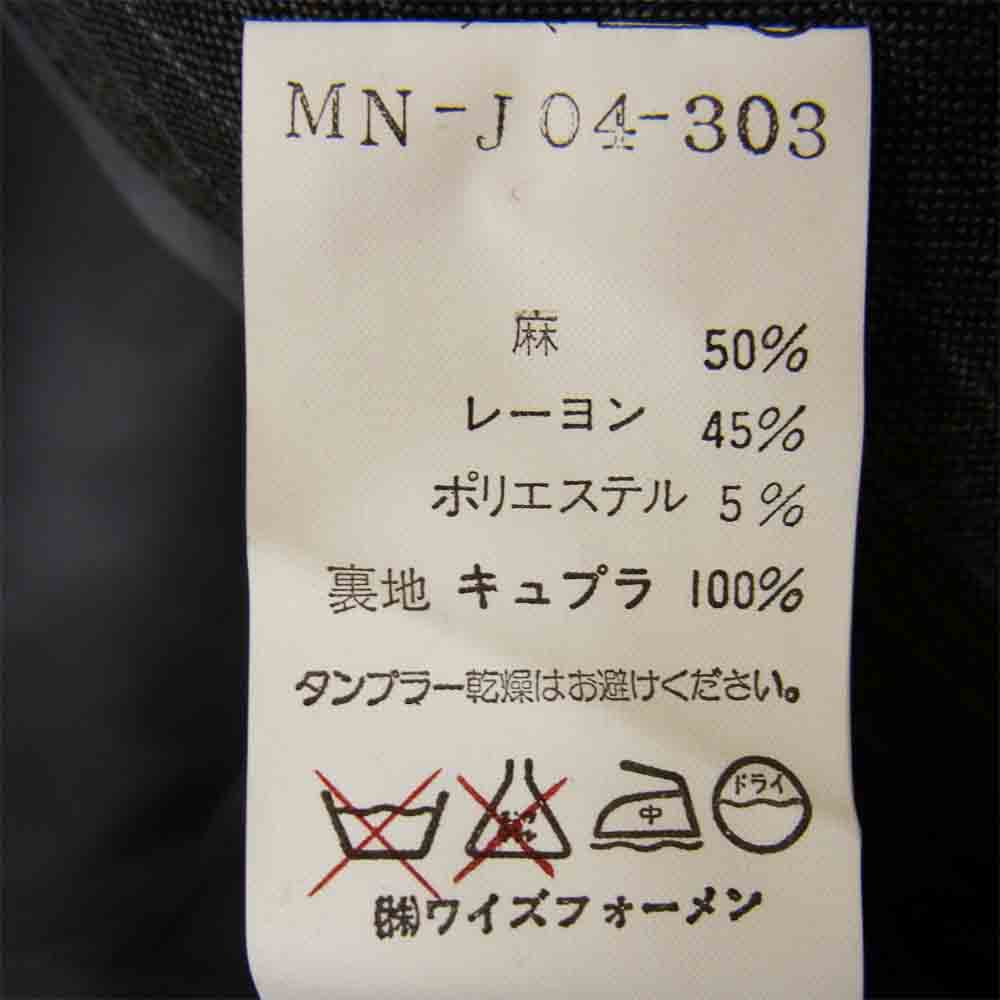 MN-J04-303
麻 50%
レーヨン 45%
ポリエステル 5%
裏地 キュプラ 100%
タンブラー乾燥はお避けください。
中 ドライ
㈱ワイズフォーメン